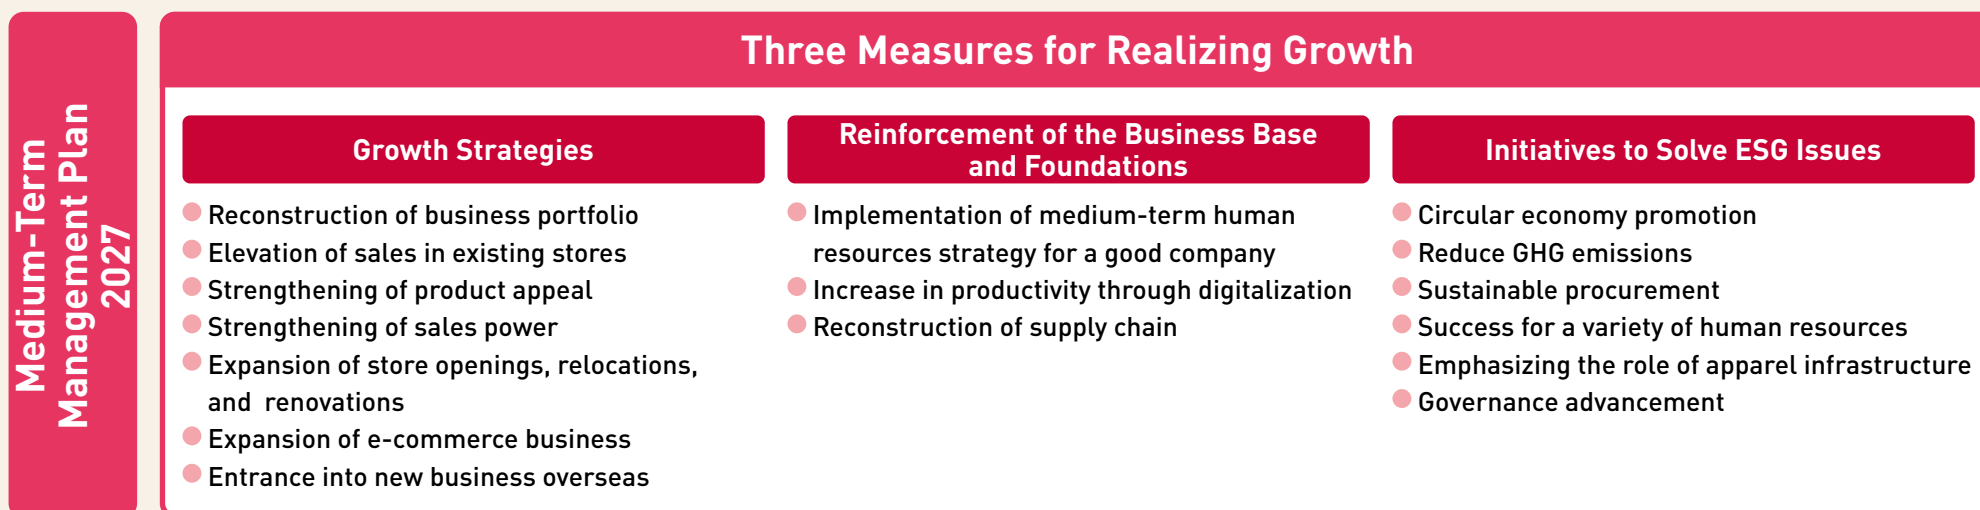 Medium-Term
Management Plan
2027
Three Measures for Realizing Growth
Growth Strategies
Reconstruction of business portfolio
Elevation of sales in existing stores
Strengthening of product appeal
Strengthening of sales power
Expansion of store openings, relocations,
and renovations
Expansion of e-commerce business
Entrance into new business overseas
Reinforcement of the Business Base
and Foundations
Implementation of medium-term human
resources strategy for a good company
Increase in productivity through digitalization
Reconstruction of supply chain
Initiatives to Solve ESG Issues
Circular economy promotion
Reduce GHG emissions
Sustainable procurement
Success for a variety of human resources
Emphasizing the role of apparel infrastructure
Governance advancement